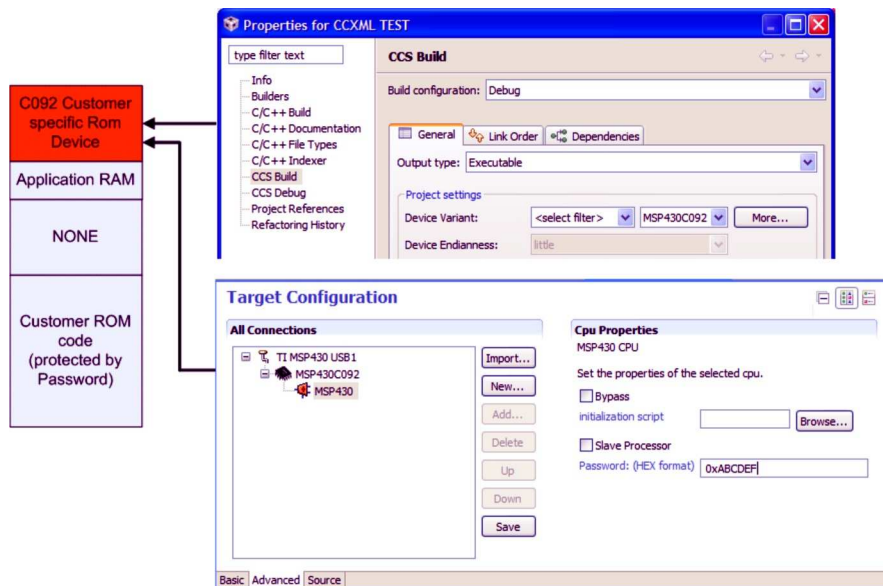 Properties for CCXML TEST
type filter text
Info
Builders
C/C++ Build
C/C++ Documentation
C/C++ File Types
C/C++ Indexer
CCS Build
CCS Debug
Project References
Refactoring History
CCS Build
Build configuration: Debug
General Link Order Dependencies
Output type: Executable
Project settings
Device Variant: <select filter> MSP430C092 More...
Device Endianness: little
C092 Customer
specific Rom
Device
Application RAM
NONE
Customer ROM
code
(protected by
Password)
Target Configuration
All Connections
TI MSP430 USB1
MSP430C092
MSP430
Import...
New...
Add...
Delete
Up
Down
Save
Cpu Properties
MSP430 CPU
Set the properties of the selected cpu.
Bypass
initialization script Browse...
Slave Processor
Password: (HEX format) 0xABCDEF
Basic Advanced Source